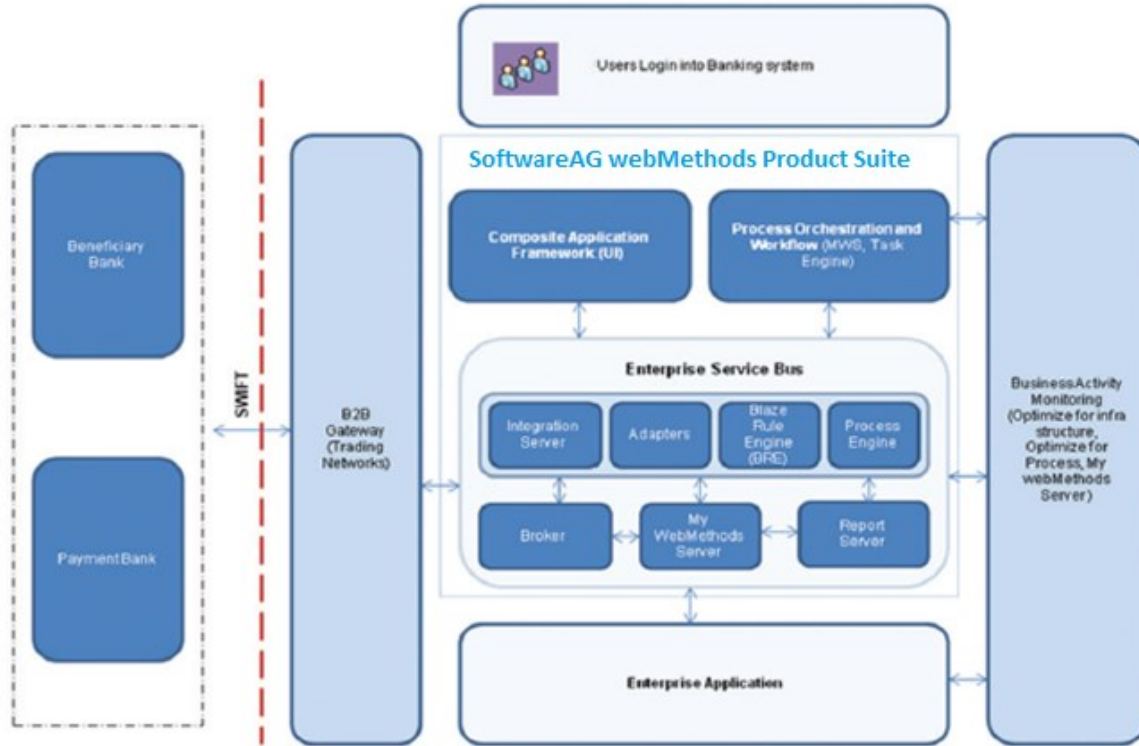 Users Login into Banking system
SoftwareAG webMethods Product Suite
Beneficiary
Bank
Payment Bank
SWIFT
B2B
Gateway
(Trading
Networks)
Composite Application
Framework (UI)
Process Orchestration and
Workflow (MWS, Task
Engine)
Enterprise Service Bus
Integration
Server
Adapters
Blaze
Rule
Engine
(BRE)
Process
Engine
Broker
My
WebMethods
Server
Report
Server
Enterprise Application
Business Activity
Monitoring
(Optimize for infra
structure,
Optimize for
Process, My
webMethods
Server)